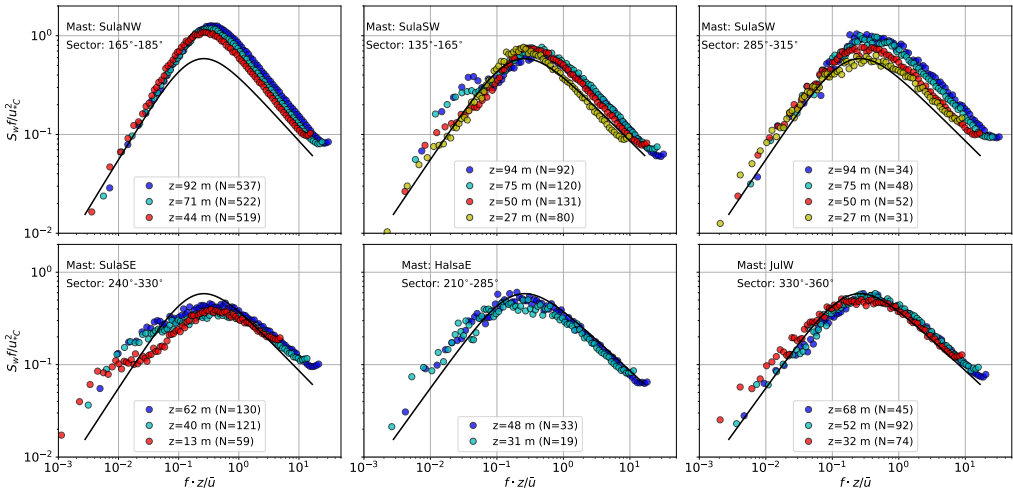 Mast: SulaNW
Sector: 165°-185°
10^0
10^-1
10^-2
S_w f/u_C^2
z=92 m (N=537)
z=71 m (N=522)
z=44 m (N=519)
Mast: SulaSW
Sector: 135°-165°
z=94 m (N=92)
z=75 m (N=120)
z=50 m (N=131)
z=27 m (N=80)
Mast: SulaSW
Sector: 285°-315°
z=94 m (N=34)
z=75 m (N=48)
z=50 m (N=52)
z=27 m (N=31)
Mast: SulaSE
Sector: 240°-330°
10^0
10^-1
10^-2
S_w f/u_C^2
z=62 m (N=130)
z=40 m (N=121)
z=13 m (N=59)
10^-3 10^-2 10^-1 10^0 10^1
f · z/ū
Mast: HalsaE
Sector: 210°-285°
z=48 m (N=33)
z=31 m (N=19)
10^-3 10^-2 10^-1 10^0 10^1
f · z/ū
Mast: JulW
Sector: 330°-360°
z=68 m (N=45)
z=52 m (N=92)
z=32 m (N=74)
10^-3 10^-2 10^-1 10^0 10^1
f · z/ū